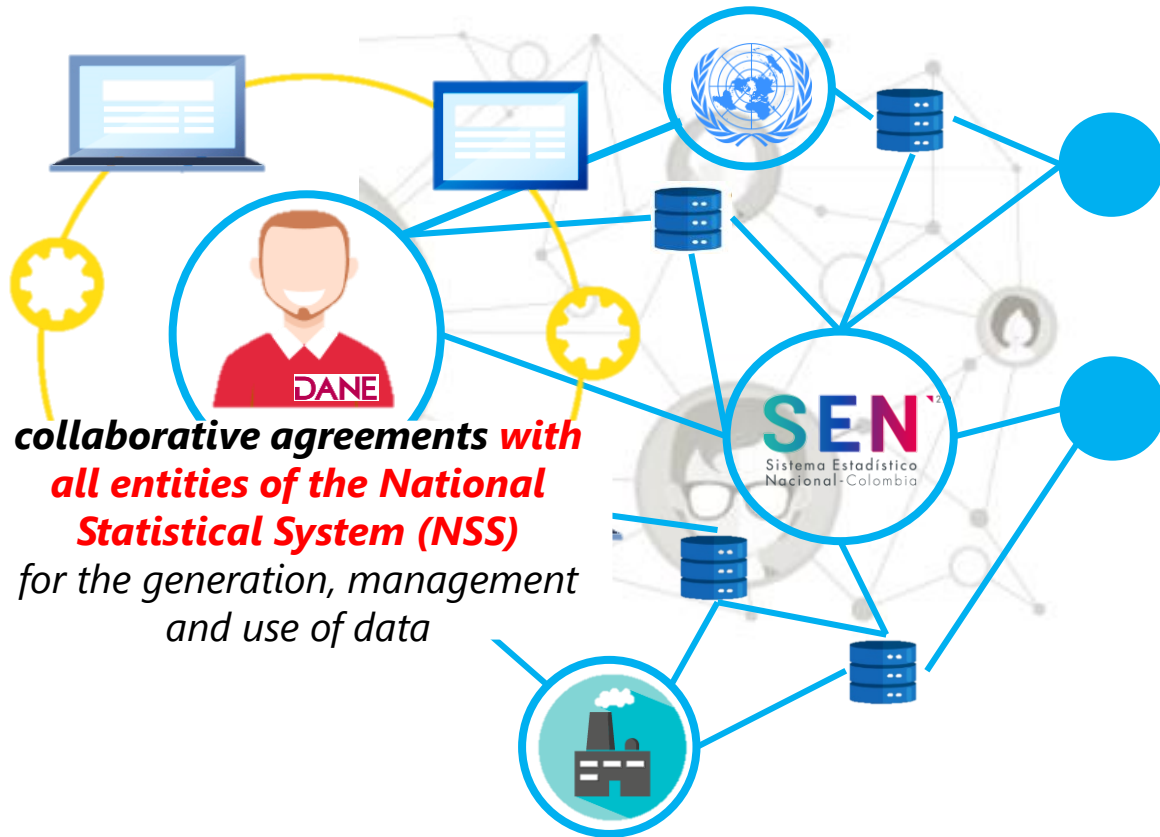 DANE
collaborative agreements with
all entities of the National
Statistical System (NSS)
for the generation, management
and use of data
SEN
Sistema Estadístico
Nacional-Colombia